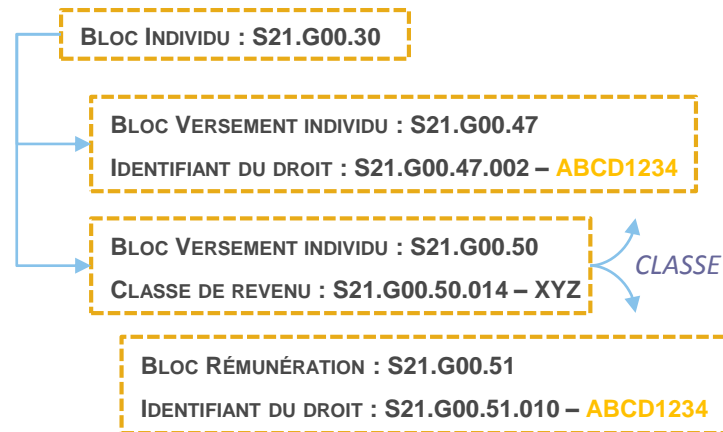 BLOC INDIVIDU : S21.G00.30
BLOC VERSEMENT INDIVIDU : S21.G00.47
IDENTIFIANT DU DROIT : S21.G00.47.002 – ABCD1234
BLOC VERSEMENT INDIVIDU : S21.G00.50
CLASSE DE REVENU : S21.G00.50.014 – XYZ
CLASSE
BLOC RÉMUNÉRATION : S21.G00.51
IDENTIFIANT DU DROIT : S21.G00.51.010 – ABCD1234